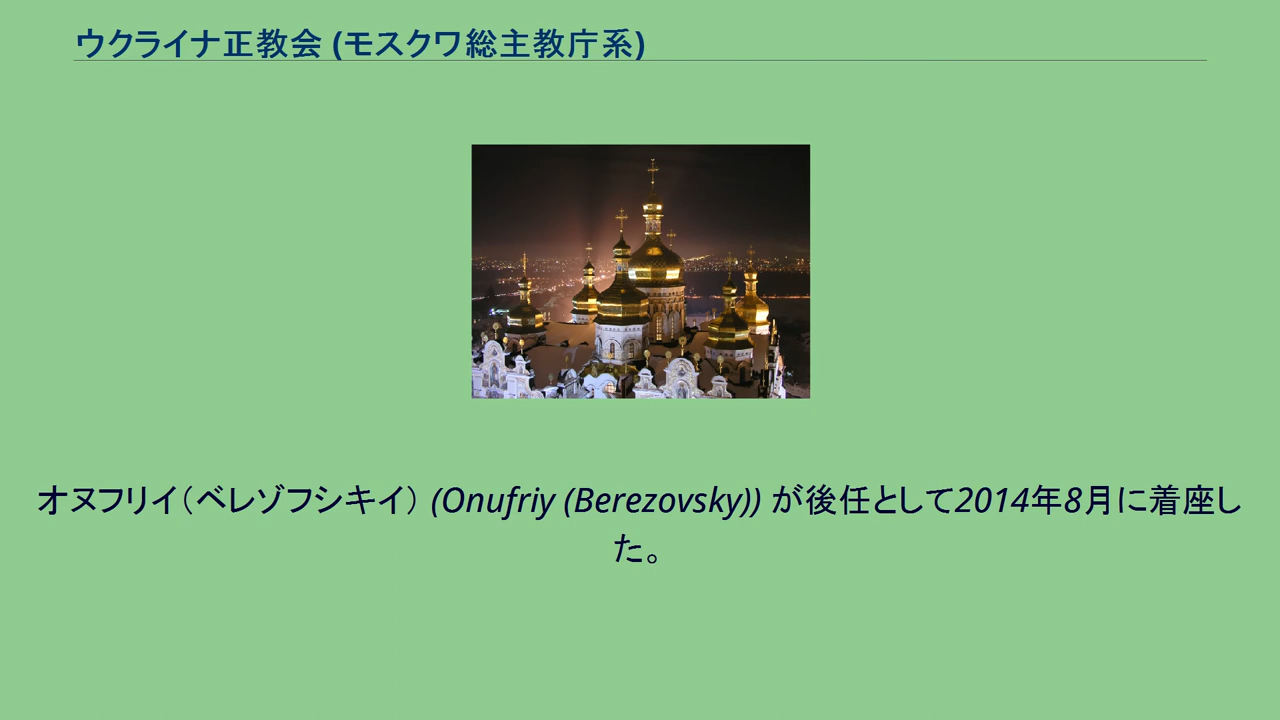 ウクライナ正教会 (モスクワ総主教庁系)
オヌフリイ（ベレゾフシキイ） (Onufriy (Berezovsky)) が後任として2014年8月に着座し
た。